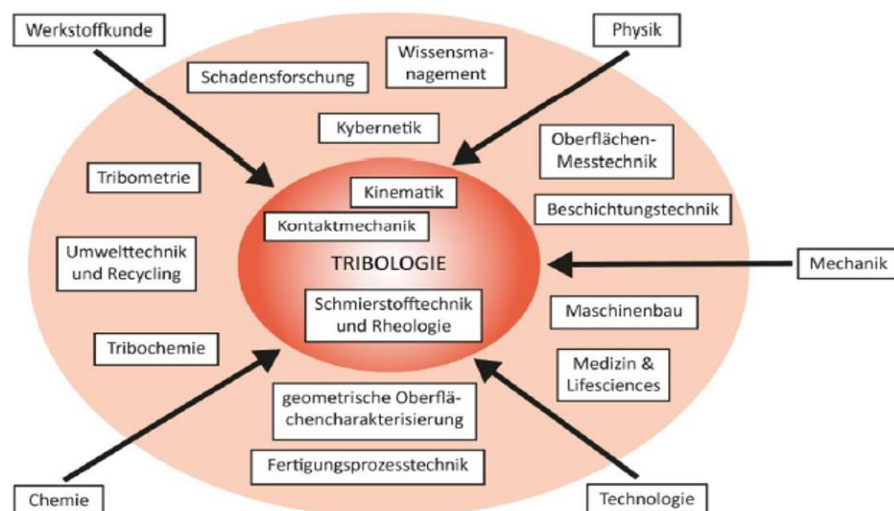 Werkstoffkunde
Physik
Wissensma-
nagement
Schadensforschung
Kybernetik
Oberflächen-
Messtechnik
Tribometrie
Kinematik
Beschichtungstechnik
Kontaktmechanik
Umwelttechnik
und Recycling
TRIBOLOGIE
Mechanik
Schmierstofftechnik
und Rheologie
Maschinenbau
Tribochemie
Medizin &
Lifesciences
geometrische Oberflä-
chencharakterisierung
Fertigungsprozesstechnik
Chemie
Technologie